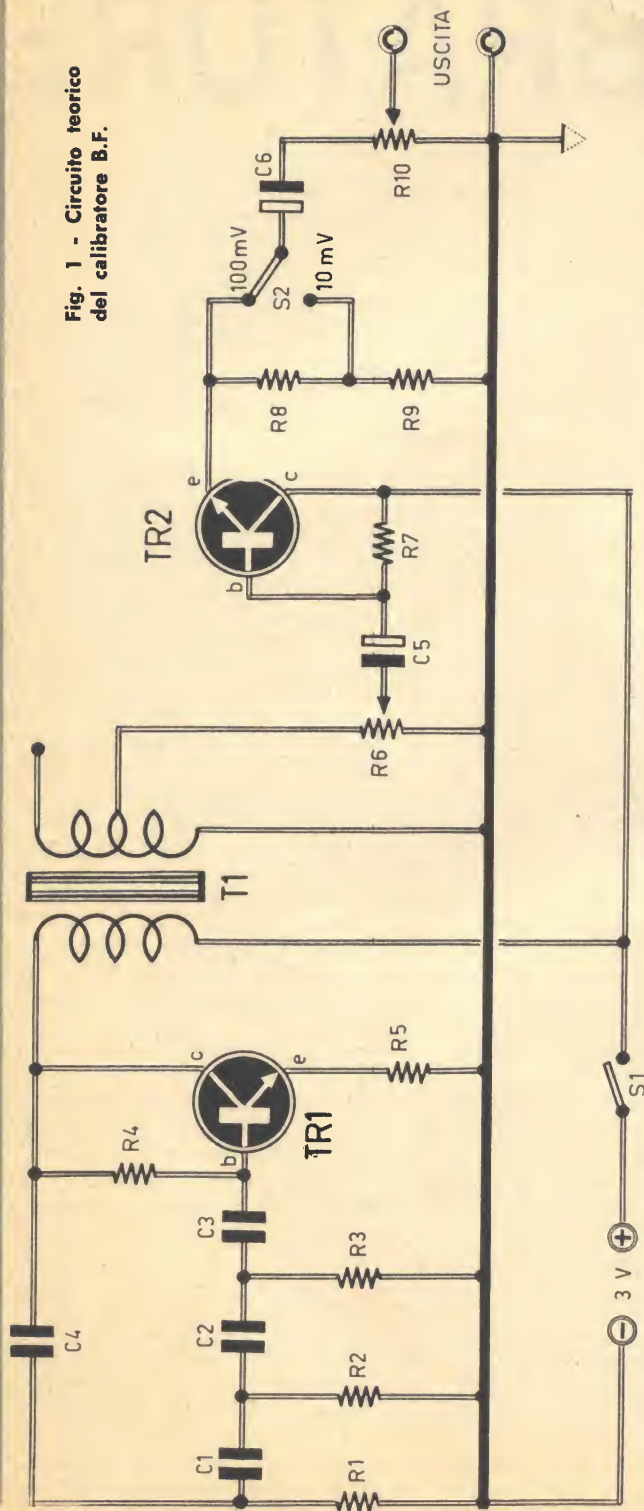 Fig. 1 - Circuito teorico
del calibratore B.F.
C4
R4
C1
C2
C3
R1
R2
R3
b
c
e
TR1
R5
T1
R6
C5
R7
TR2
b
e
c
R8
R9
100mV
S2
10 mV
C6
R10
USCITA
− 3 V +
S1